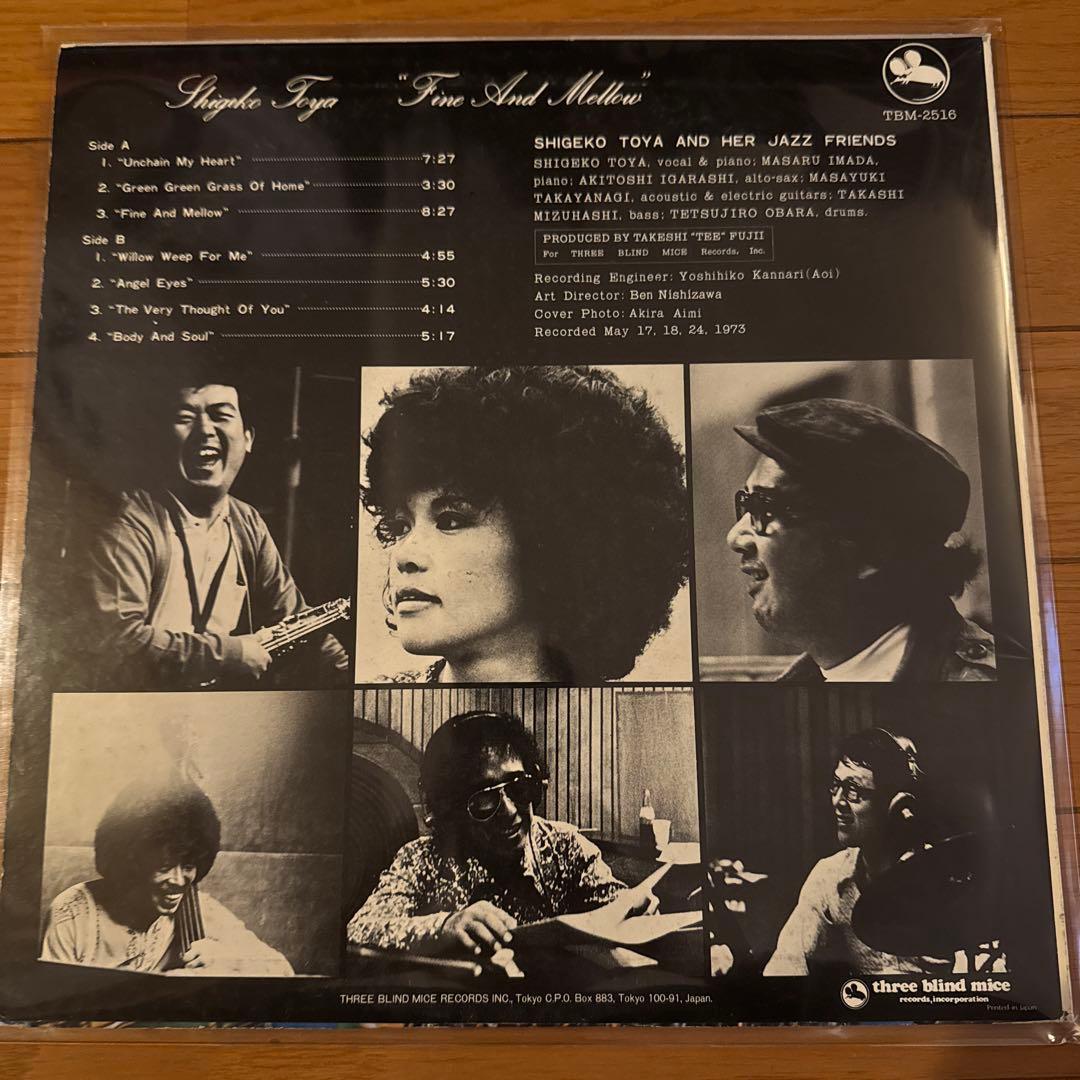 Shigeko Toya "Fine And Mellow"
TBM-2516
Side A
1. "Unchain My Heart" 7:27
2. "Green Green Grass Of Home" 3:30
3. "Fine And Mellow" 8:27
Side B
1. "Willow Weep For Me" 4:55
2. "Angel Eyes" 5:30
3. "The Very Thought Of You" 4:14
4. "Body And Soul" 5:17
SHIGEKO TOYA AND HER JAZZ FRIENDS
SHIGEKO TOYA, vocal & piano; MASARU IMADA,
piano; AKITOSHI IGARASHI, alto-sax; MASAYUKI
TAKAYANAGI, acoustic & electric guitars; TAKASHI
MIZUHASHI, bass; TETSUJIRO OBARA, drums.
PRODUCED BY TAKESHI "TEE" FUJII
For THREE BLIND MICE Records, Inc.
Recording Engineer: Yoshihiko Kannari(Aoi)
Art Director: Ben Nishizawa
Cover Photo: Akira Aimi
Recorded May 17, 18, 24, 1973
THREE BLIND MICE RECORDS INC., Tokyo C.P.O. Box 883, Tokyo 100-91, Japan.
three blind mice
records, incorporation
Printed in Japan